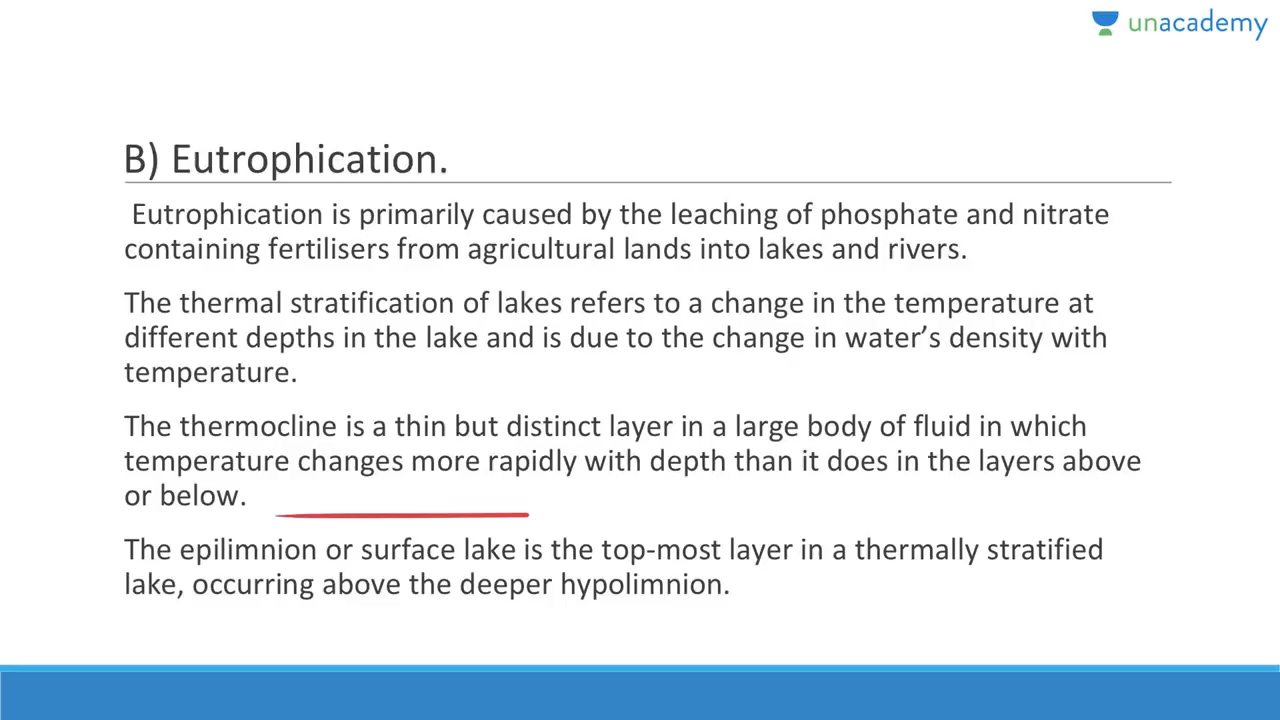 unacademy
B) Eutrophication.
Eutrophication is primarily caused by the leaching of phosphate and nitrate
containing fertilisers from agricultural lands into lakes and rivers.
The thermal stratification of lakes refers to a change in the temperature at
different depths in the lake and is due to the change in water’s density with
temperature.
The thermocline is a thin but distinct layer in a large body of fluid in which
temperature changes more rapidly with depth than it does in the layers above
or below.
The epilimnion or surface lake is the top-most layer in a thermally stratified
lake, occurring above the deeper hypolimnion.